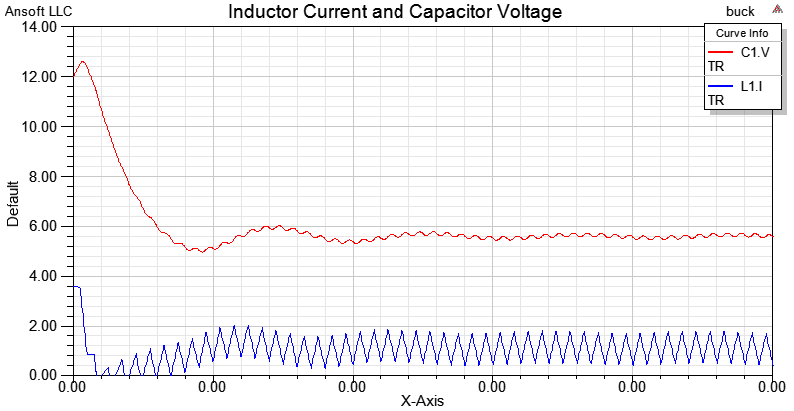 Ansoft LLC
Inductor Current and Capacitor Voltage
buck
Curve Info
C1.V
TR
L1.I
TR
14.00
12.00
10.00
8.00
6.00
4.00
2.00
0.00
Default
0.00 0.00 0.00 0.00 0.00 0.00
X-Axis